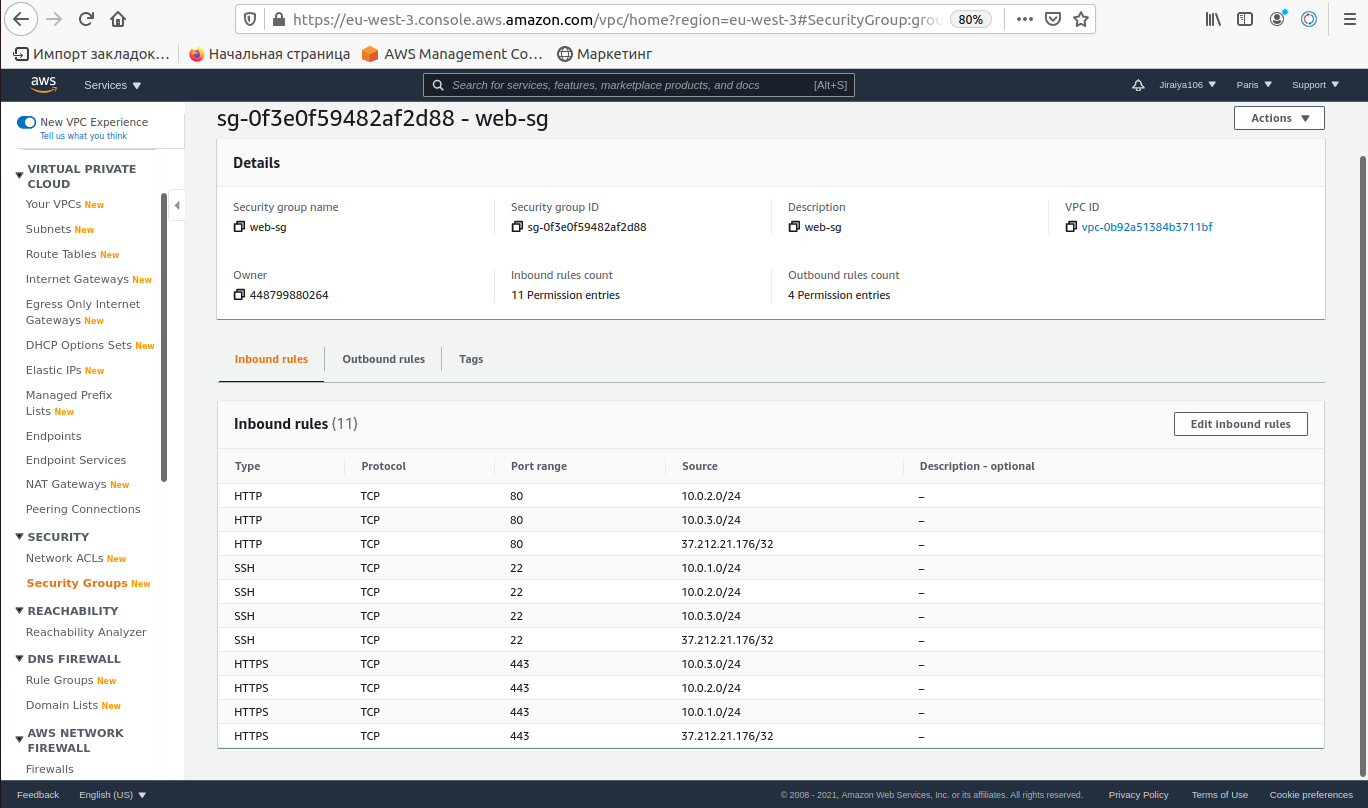 https://eu-west-3.console.aws.amazon.com/vpc/home?region=eu-west-3#SecurityGroup:grou
80%
Импорт закладок…
Начальная страница
AWS Management Co…
Маркетинг
aws
Services
Search for services, features, marketplace products, and docs
[Alt+S]
Jiraiya106
Paris
Support
New VPC Experience
Tell us what you think
VIRTUAL PRIVATE
CLOUD
Your VPCs New
Subnets New
Route Tables New
Internet Gateways New
Egress Only Internet
Gateways New
DHCP Options Sets New
Elastic IPs New
Managed Prefix
Lists New
Endpoints
Endpoint Services
NAT Gateways New
Peering Connections
SECURITY
Network ACLs New
Security Groups New
REACHABILITY
Reachability Analyzer
DNS FIREWALL
Rule Groups New
Domain Lists New
AWS NETWORK
FIREWALL
Firewalls
sg-0f3e0f59482af2d88 - web-sg
Actions
Details
Security group name
web-sg
Security group ID
sg-0f3e0f59482af2d88
Description
web-sg
VPC ID
vpc-0b92a51384b3711bf
Owner
448799880264
Inbound rules count
11 Permission entries
Outbound rules count
4 Permission entries
Inbound rules
Outbound rules
Tags
Inbound rules (11)
Edit inbound rules
Type Protocol Port range Source Description - optional
HTTP TCP 80 10.0.2.0/24 –
HTTP TCP 80 10.0.3.0/24 –
HTTP TCP 80 37.212.21.176/32 –
SSH TCP 22 10.0.1.0/24 –
SSH TCP 22 10.0.2.0/24 –
SSH TCP 22 10.0.3.0/24 –
SSH TCP 22 37.212.21.176/32 –
HTTPS TCP 443 10.0.3.0/24 –
HTTPS TCP 443 10.0.2.0/24 –
HTTPS TCP 443 10.0.1.0/24 –
HTTPS TCP 443 37.212.21.176/32 –
Feedback
English (US)
© 2008 - 2021, Amazon Web Services, Inc. or its affiliates. All rights reserved.
Privacy Policy
Terms of Use
Cookie preferences